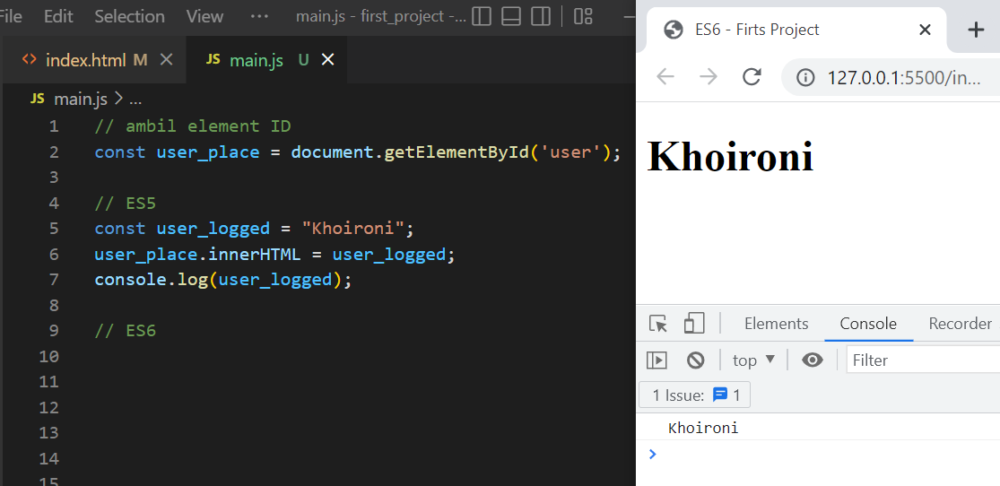 File Edit Selection View ··· main.js - first_project -...
index.html M
JS main.js U
JS main.js > ...
1 // ambil element ID
2 const user_place = document.getElementById('user');
3
4 // ES5
5 const user_logged = "Khoironi";
6 user_place.innerHTML = user_logged;
7 console.log(user_logged);
8
9 // ES6
10
11
12
13
14
15
ES6 - Firts Project
127.0.0.1:5500/in...
Khoironi
Elements Console Recorder
top Filter
1 Issue: 1
Khoironi